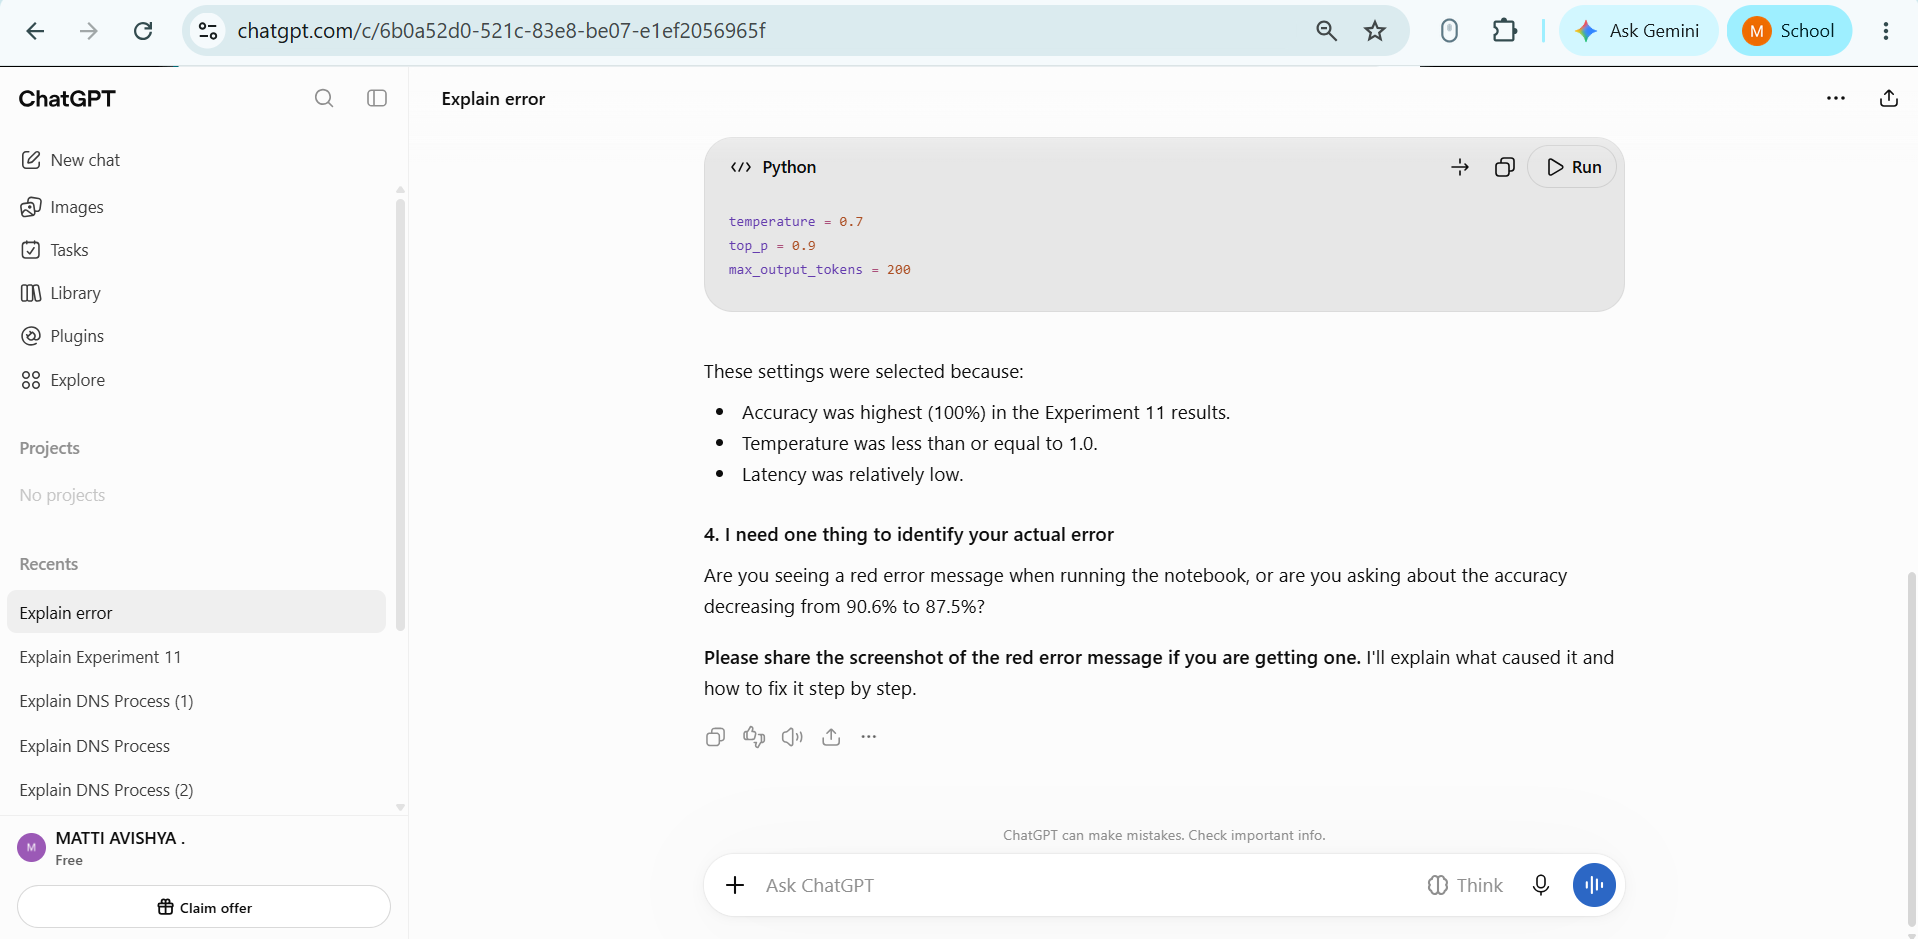 chatgpt.com/c/6b0a52d0-521c-83e8-be07-e1ef2056965f
Ask Gemini
M
School
ChatGPT
Explain error
New chat
Images
Tasks
Library
Plugins
Explore
Projects
No projects
Recents
Explain error
Explain Experiment 11
Explain DNS Process (1)
Explain DNS Process
Explain DNS Process (2)
M
MATTI AVISHYA .
Free
Claim offer
Python
Run
temperature = 0.7
top_p = 0.9
max_output_tokens = 200
These settings were selected because:
• Accuracy was highest (100%) in the Experiment 11 results.
• Temperature was less than or equal to 1.0.
• Latency was relatively low.
4. I need one thing to identify your actual error
Are you seeing a red error message when running the notebook, or are you asking about the accuracy
decreasing from 90.6% to 87.5%?
Please share the screenshot of the red error message if you are getting one. I'll explain what caused it and
how to fix it step by step.
ChatGPT can make mistakes. Check important info.
Ask ChatGPT
Think